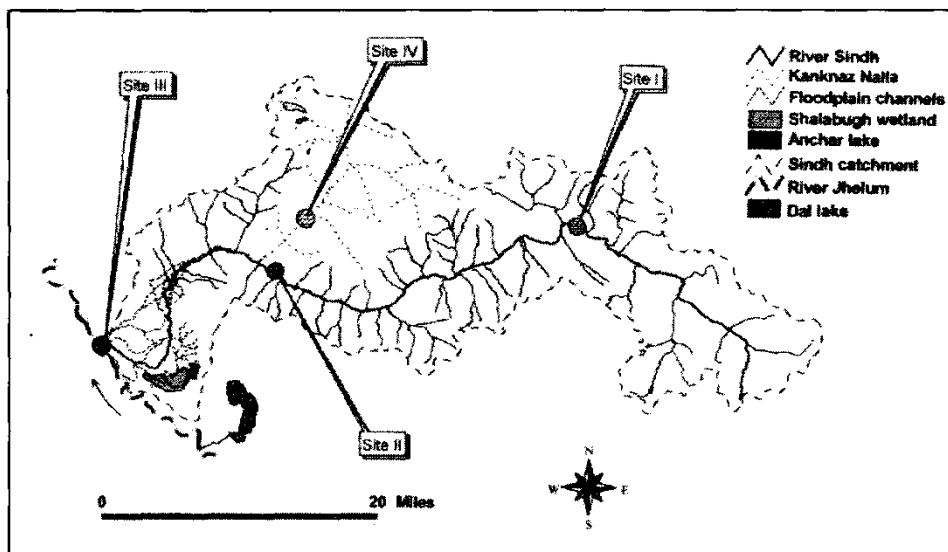 Site III
Site IV
Site I
River Sindh
Kanknaz Nalla
Floodplain channels
Shalabugh wetland
Anchar lake
Sindh catchment
River Jhelum
Dal lake
Site II
N
W E
S
0 20 Miles